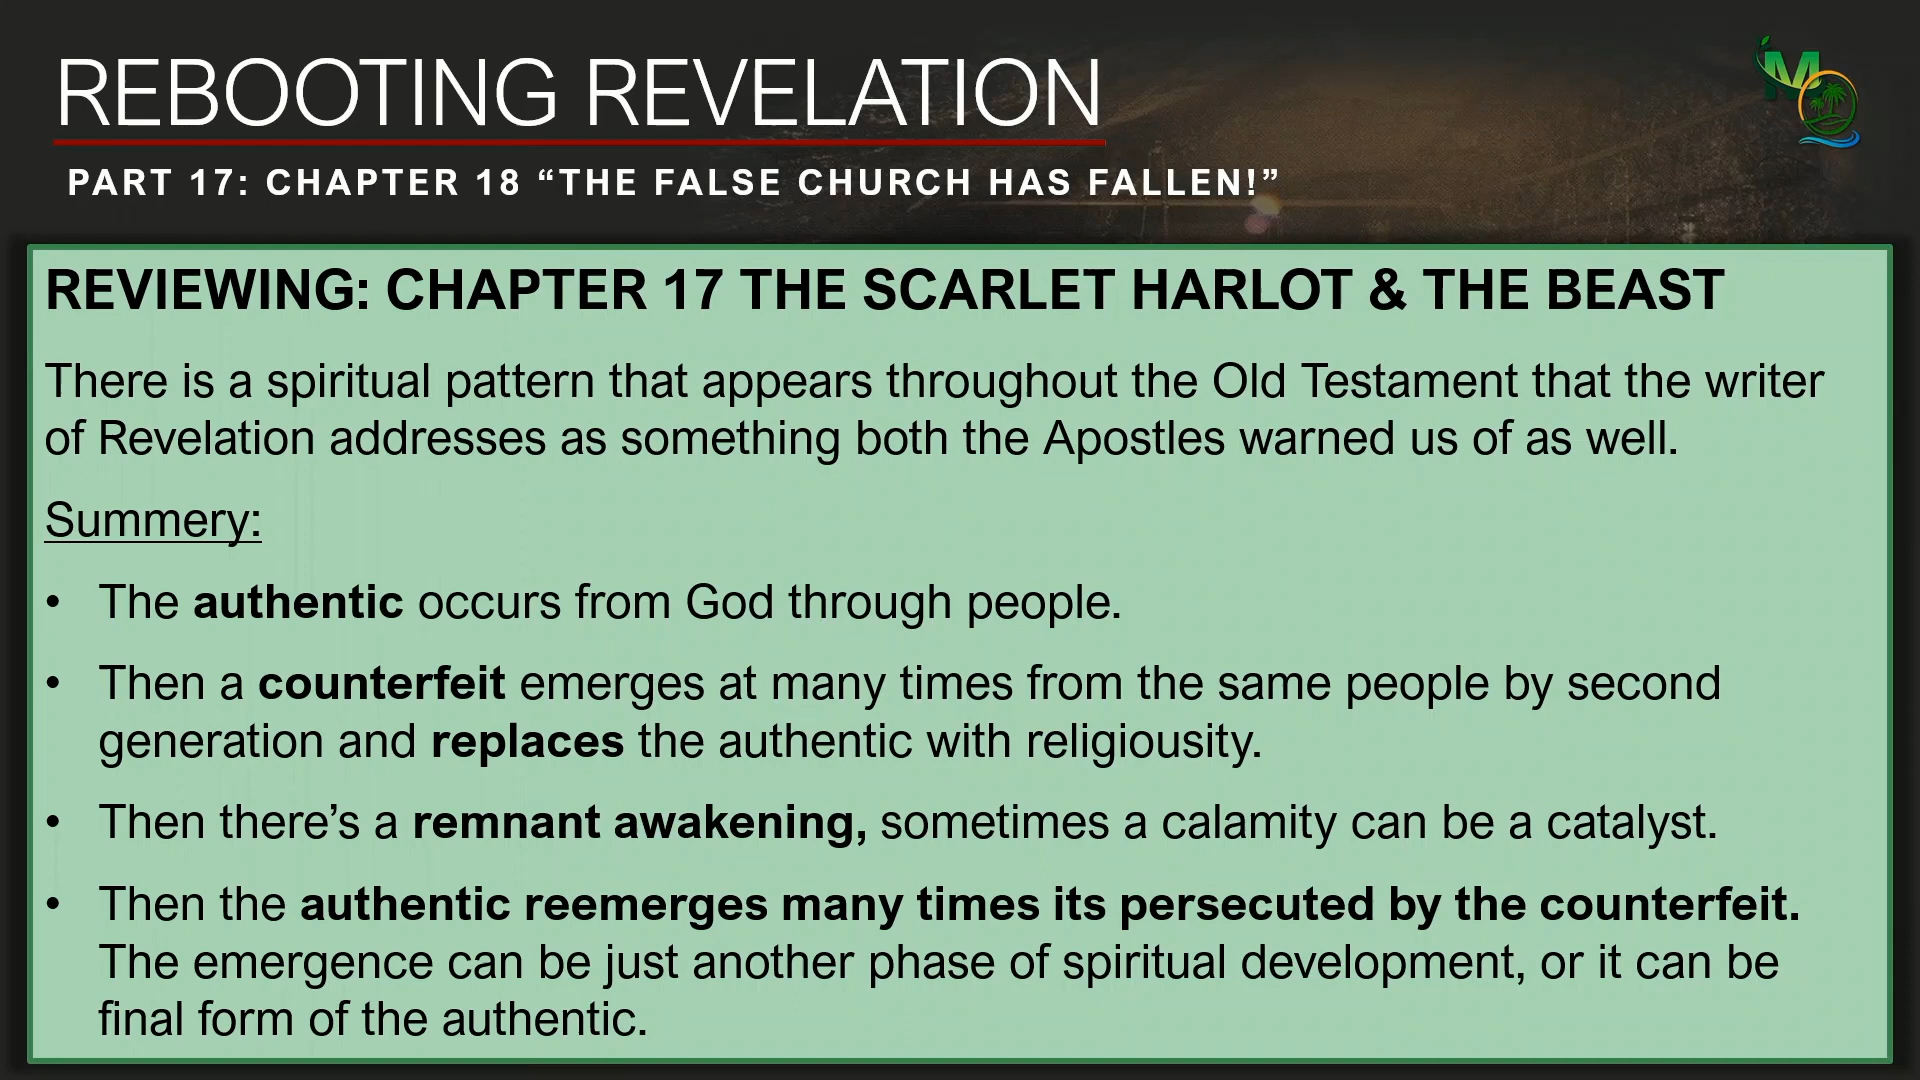 REBOOTING REVELATION
M
PART 17: CHAPTER 18 “THE FALSE CHURCH HAS FALLEN!”
REVIEWING: CHAPTER 17 THE SCARLET HARLOT & THE BEAST
There is a spiritual pattern that appears throughout the Old Testament that the writer
of Revelation addresses as something both the Apostles warned us of as well.
Summery:
• The authentic occurs from God through people.
• Then a counterfeit emerges at many times from the same people by second
generation and replaces the authentic with religiousity.
• Then there’s a remnant awakening, sometimes a calamity can be a catalyst.
• Then the authentic reemerges many times its persecuted by the counterfeit.
The emergence can be just another phase of spiritual development, or it can be
final form of the authentic.